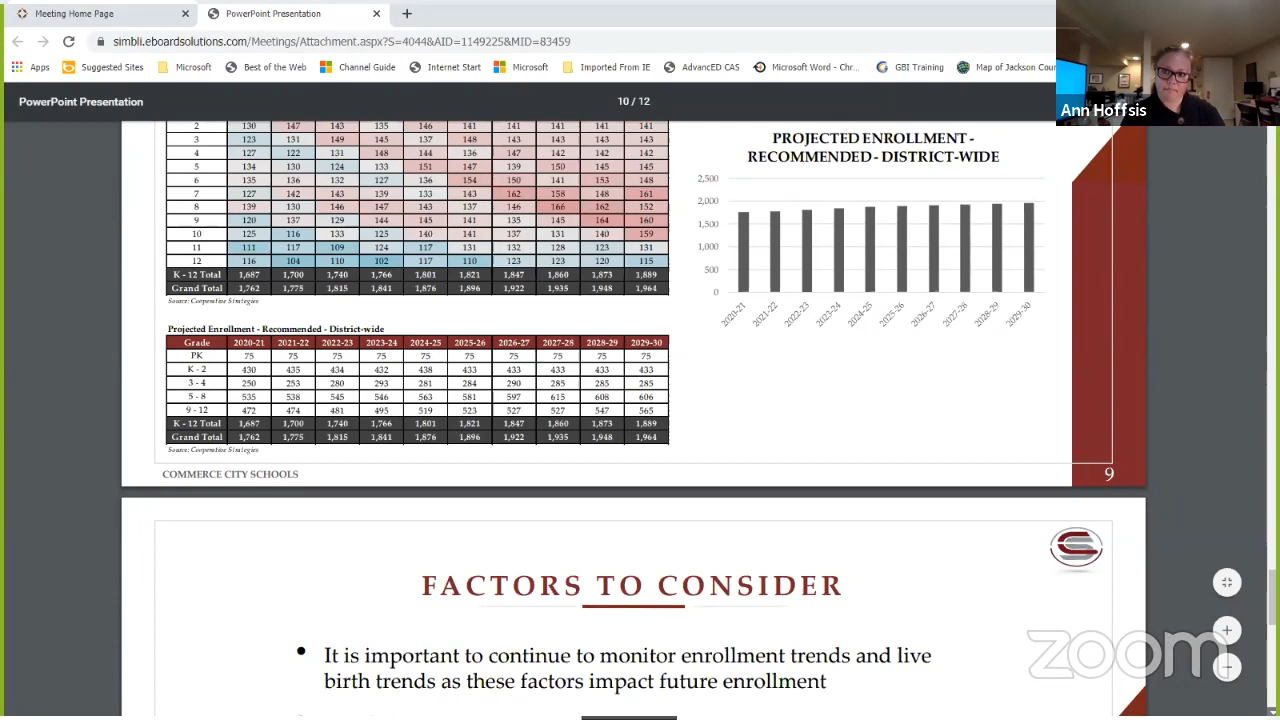 Meeting Home Page
PowerPoint Presentation
simbli.eboardsolutions.com/Meetings/Attachment.aspx?S=4044&AID=1149225&MID=83459
Apps Suggested Sites Microsoft Best of the Web Channel Guide Internet Start Microsoft Imported From IE AdvancED CAS Microsoft Word - Chr... GBI Training Map of Jackson Coun
PowerPoint Presentation
10 / 12
Ann Hoffsis
2 130 147 143 135 146 141 141 141 141 141
3 123 131 149 145 137 148 143 143 143 143
4 127 122 131 148 144 136 147 142 142 142
5 134 130 124 133 151 147 139 150 145 145
6 135 136 132 127 136 154 150 141 153 148
7 127 142 143 139 133 143 162 158 148 161
8 139 130 146 147 143 137 146 166 162 152
9 120 137 129 144 145 141 135 145 164 160
10 125 116 133 125 140 141 137 131 140 159
11 111 117 109 124 117 131 132 128 123 131
12 116 104 110 102 117 110 123 123 120 115
K - 12 Total 1,687 1,700 1,740 1,766 1,801 1,821 1,847 1,860 1,873 1,889
Grand Total 1,762 1,775 1,815 1,841 1,876 1,896 1,922 1,935 1,948 1,964
Source: Cooperative Strategies
Projected Enrollment - Recommended - District-wide
Grade 2020-21 2021-22 2022-23 2023-24 2024-25 2025-26 2026-27 2027-28 2028-29 2029-30
PK 75 75 75 75 75 75 75 75 75 75
K - 2 430 435 434 432 438 433 433 433 433 433
3 - 4 250 253 280 293 281 284 290 285 285 285
5 - 8 535 538 545 546 563 581 597 615 608 606
9 - 12 472 474 481 495 519 523 527 527 547 565
K - 12 Total 1,687 1,700 1,740 1,766 1,801 1,821 1,847 1,860 1,873 1,889
Grand Total 1,762 1,775 1,815 1,841 1,876 1,896 1,922 1,935 1,948 1,964
Source: Cooperative Strategies
PROJECTED ENROLLMENT -
RECOMMENDED - DISTRICT-WIDE
2,500
2,000
1,500
1,000
500
0
2020-21 2021-22 2022-23 2023-24 2024-25 2025-26 2026-27 2027-28 2028-29 2029-30
COMMERCE CITY SCHOOLS
9
FACTORS TO CONSIDER
• It is important to continue to monitor enrollment trends and live
birth trends as these factors impact future enrollment
zoom